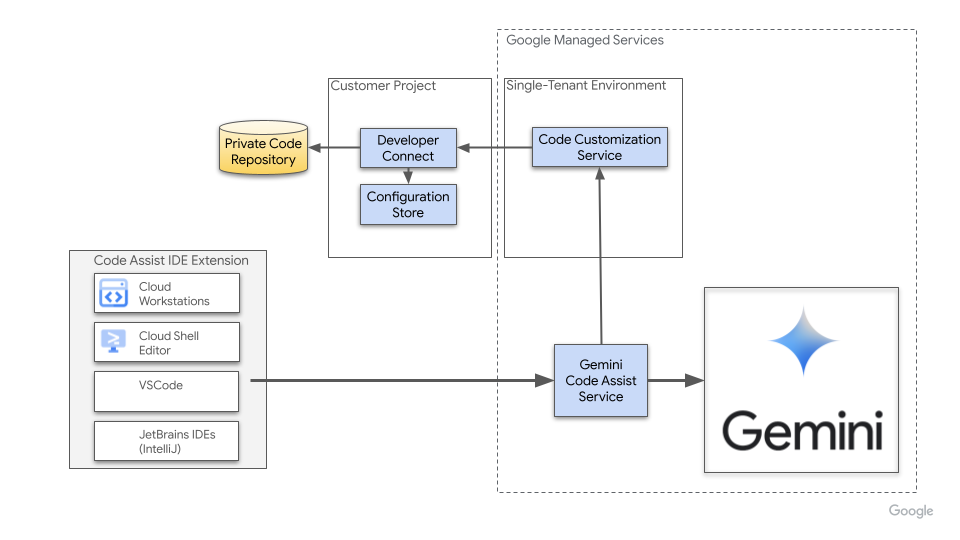 Google Managed Services
Customer Project
Single-Tenant Environment
Private Code
Repository
Developer
Connect
Code Customization
Service
Configuration
Store
Code Assist IDE Extension
Cloud
Workstations
Cloud Shell
Editor
VSCode
JetBrains IDEs
(IntelliJ)
Gemini
Code Assist
Service
Gemini
Google